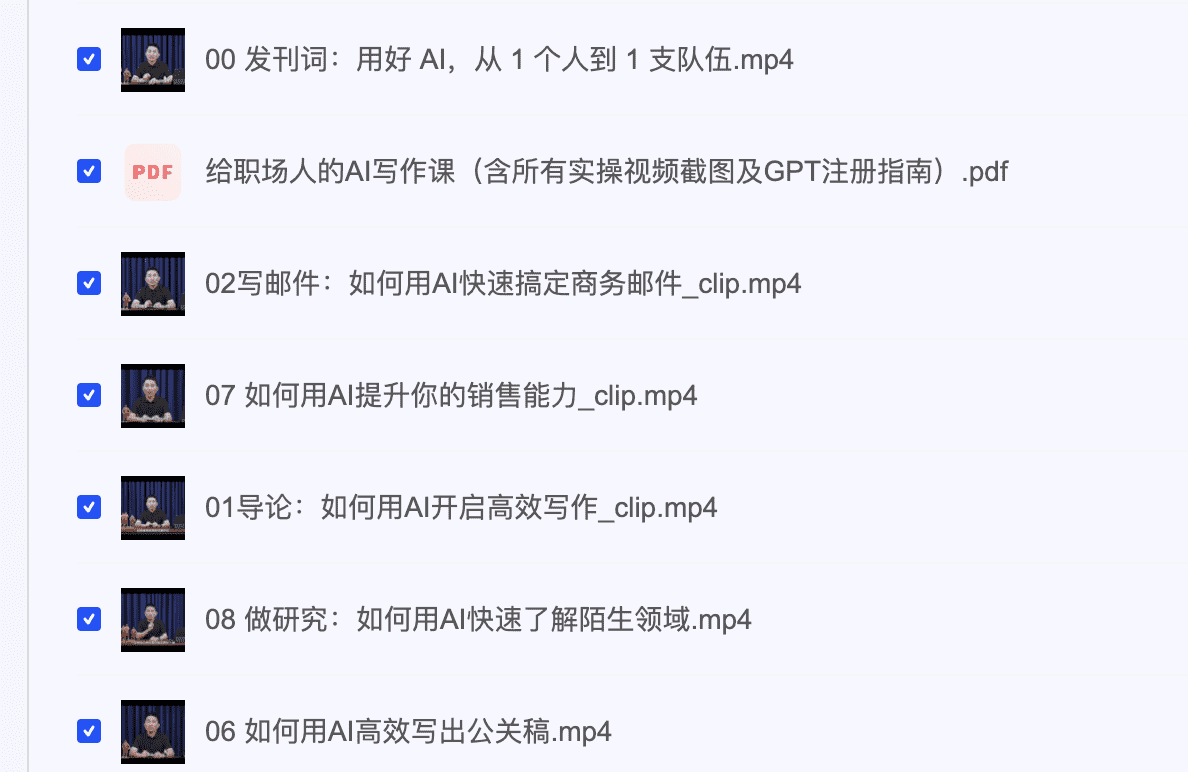 00 发刊词：用好 AI，从 1 个人到 1 支队伍.mp4
PDF
给职场人的AI写作课（含所有实操视频截图及GPT注册指南）.pdf
02写邮件：如何用AI快速搞定商务邮件_clip.mp4
07 如何用AI提升你的销售能力_clip.mp4
01导论：如何用AI开启高效写作_clip.mp4
08 做研究：如何用AI快速了解陌生领域.mp4
06 如何用AI高效写出公关稿.mp4